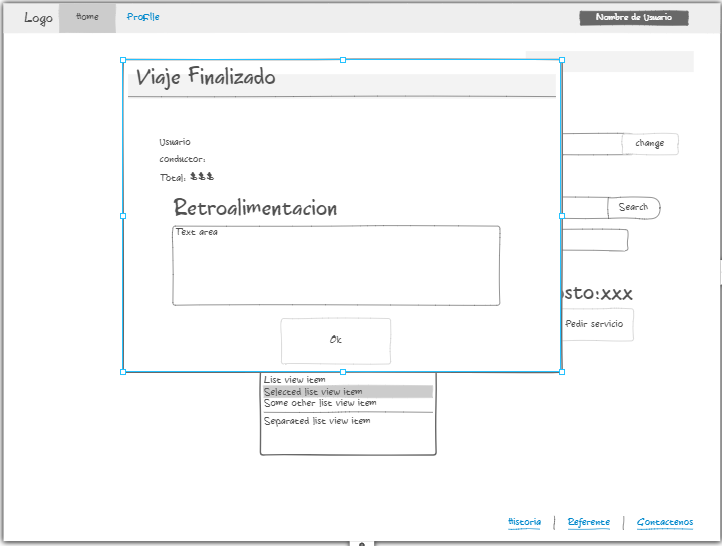 Logo
Home
Profile
Nombre de Usuario
Viaje Finalizado
Usuario
conductor:
Total: $$$
change
Retroalimentacion
Search
Text area
osto:xxx
Pedir servicio
Ok
List view item
Selected list view item
Some other list view item
Separated list view item
Historia | Referente | Contactenos